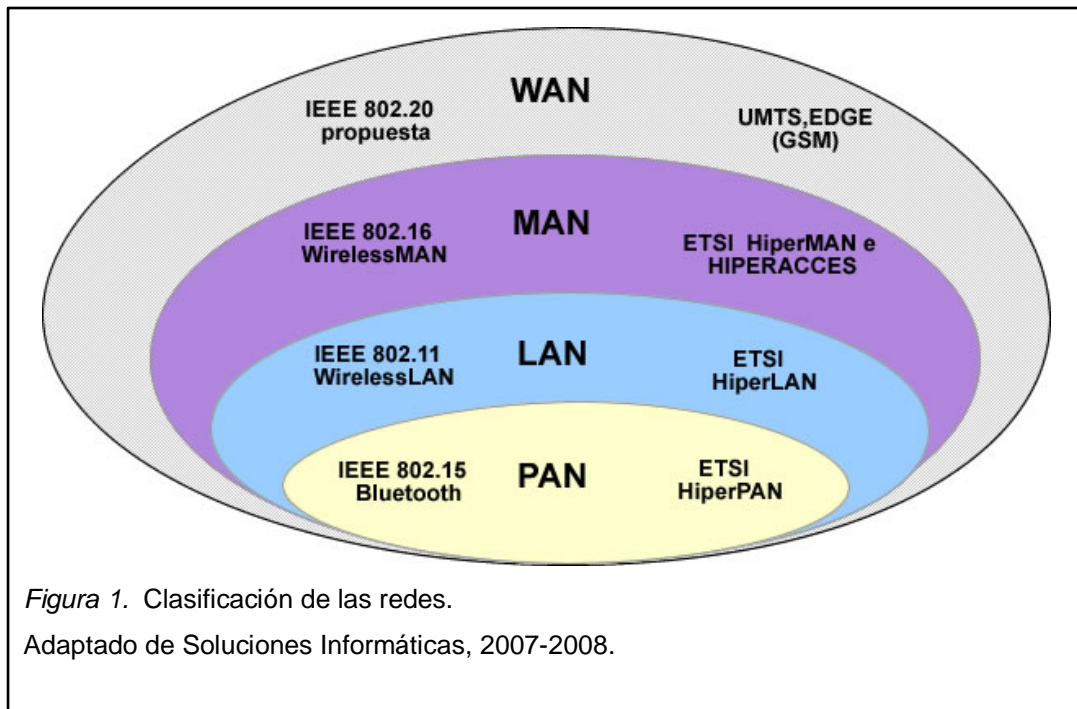 WAN
IEEE 802.20
propuesta
UMTS,EDGE
(GSM)
MAN
IEEE 802.16
WirelessMAN
ETSI HiperMAN e
HIPERACCES
LAN
IEEE 802.11
WirelessLAN
ETSI
HiperLAN
PAN
IEEE 802.15
Bluetooth
ETSI
HiperPAN
Figura 1. Clasificación de las redes.
Adaptado de Soluciones Informáticas, 2007-2008.